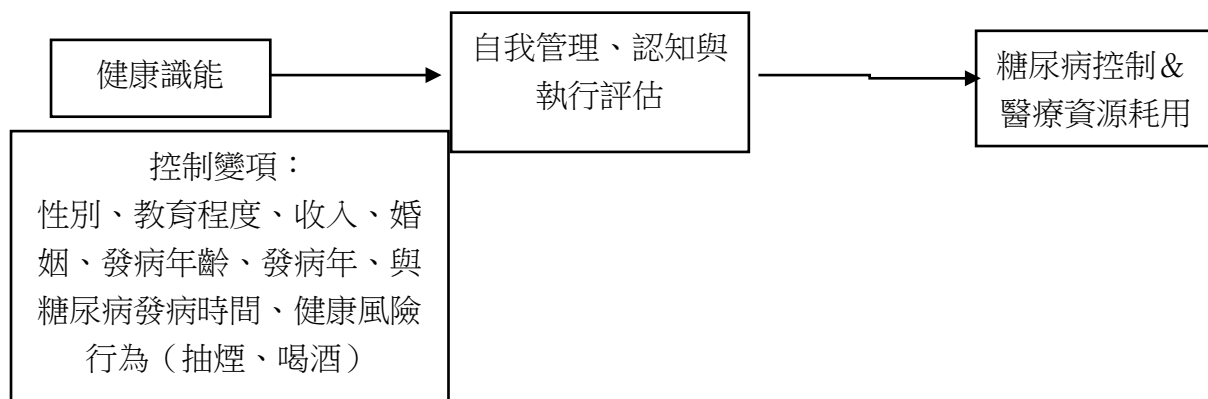 健康識能
自我管理、認知與
執行評估
糖尿病控制&
醫療資源耗用
控制變項：
性別、教育程度、收入、婚
姻、發病年齡、發病年、與
糖尿病發病時間、健康風險
行為（抽煙、喝酒）